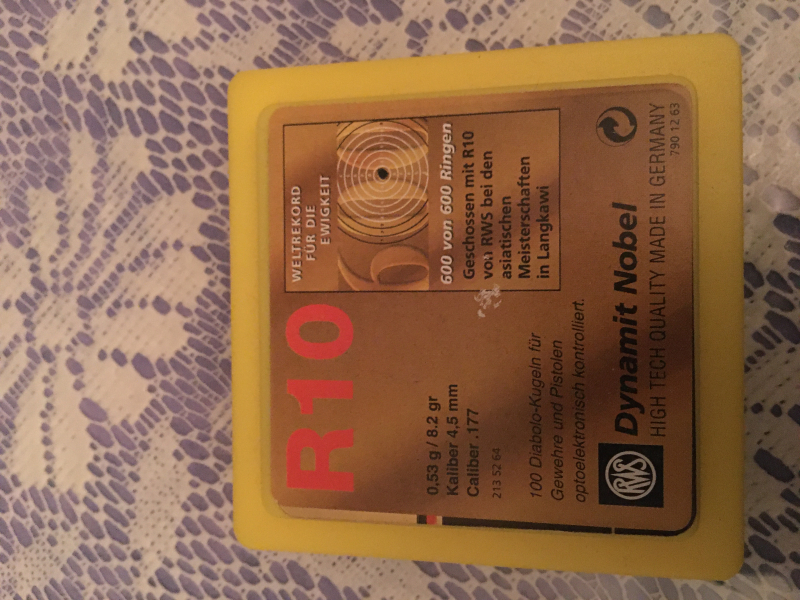 R10
WELTREKORD
FÜR DIE
EWIGKEIT
600 von 600 Ringen
Geschossen mit R10
von RWS bei den
asiatischen
Meisterschaften
in Langkawi
0,53 g / 8.2 gr
Kaliber 4,5 mm
Caliber .177
213 52 64
100 Diabolo-Kugeln für
Gewehre und Pistolen
optoelektronisch kontrolliert.
RWS
Dynamit Nobel
HIGH TECH QUALITY MADE IN GERMANY
790 12 63